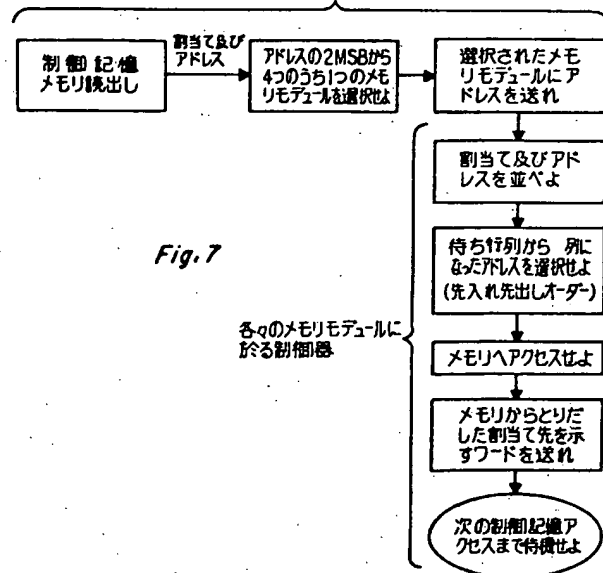 制御記憶
メモリ読出し
割当て及び
アドレス
アドレスの2MSBから
4つのうち1つのメモ
リモデュールを選択せよ
選択されたメモ
リモデュールにア
ドレスを送れ
割当て及びアド
レスを並べよ
待ち行列から 列に
なったアドレスを選択せよ
(先入れ先出しオーダー)
Fig.7
各々のメモリモデュールに
於る制御器
メモリへアクセスせよ
メモリからとりだ
した割当て先を示
すワードを送れ
次の制御記憶ア
クセスまで待機せよ